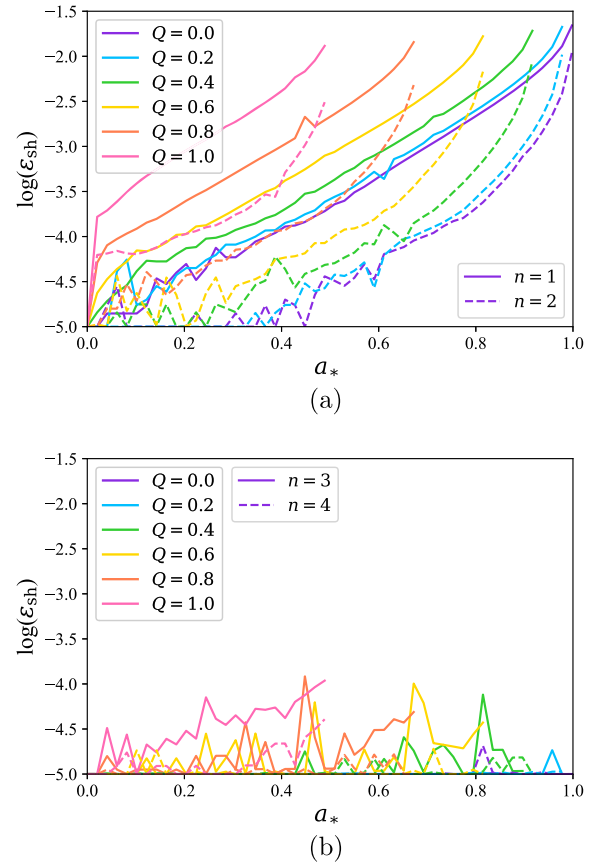 −1.5
−2.0
−2.5
−3.0
−3.5
−4.0
−4.5
−5.0
log(ε_sh)
Q = 0.0
Q = 0.2
Q = 0.4
Q = 0.6
Q = 0.8
Q = 1.0
n = 1
n = 2
0.0 0.2 0.4 0.6 0.8 1.0
a_*
(a)
−1.5
−2.0
−2.5
−3.0
−3.5
−4.0
−4.5
−5.0
log(ε_sh)
Q = 0.0
Q = 0.2
Q = 0.4
Q = 0.6
Q = 0.8
Q = 1.0
n = 3
n = 4
0.0 0.2 0.4 0.6 0.8 1.0
a_*
(b)